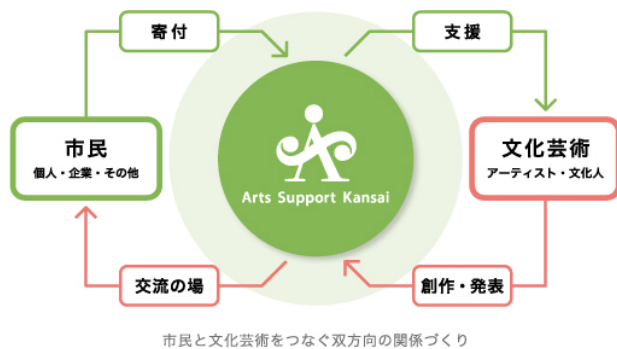 寄付
支援
市民
個人・企業・その他
Arts Support Kansai
文化芸術
アーティスト・文化人
交流の場
創作・発表
市民と文化芸術をつなぐ双方向の関係づくり